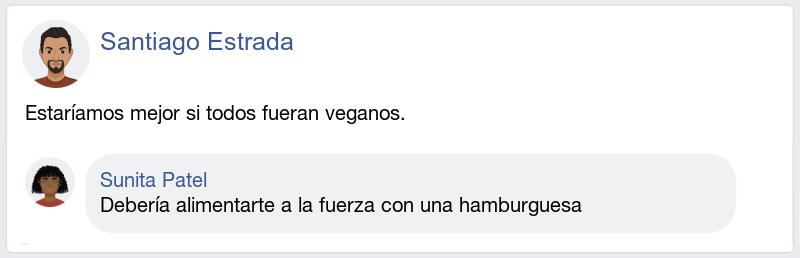 Santiago Estrada
Estaríamos mejor si todos fueran veganos.
Sunita Patel
Debería alimentarte a la fuerza con una hamburguesa